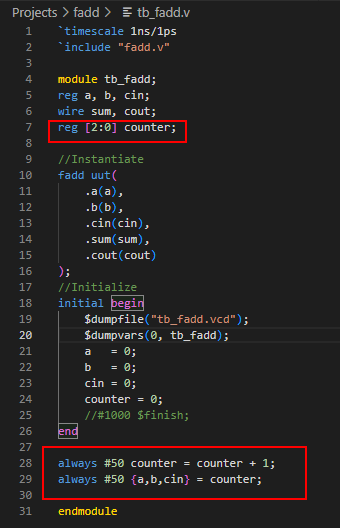 Projects > fadd > tb_fadd.v
1 `timescale 1ns/1ps
2 `include "fadd.v"
3
4 module tb_fadd;
5 reg a, b, cin;
6 wire sum, cout;
7 reg [2:0] counter;
8
9 //Instantiate
10 fadd uut(
11 .a(a),
12 .b(b),
13 .cin(cin),
14 .sum(sum),
15 .cout(cout)
16 );
17 //Initialize
18 initial begin
19 $dumpfile("tb_fadd.vcd");
20 $dumpvars(0, tb_fadd);
21 a = 0;
22 b = 0;
23 cin = 0;
24 counter = 0;
25 //#1000 $finish;
26 end
27
28 always #50 counter = counter + 1;
29 always #50 {a,b,cin} = counter;
30
31 endmodule